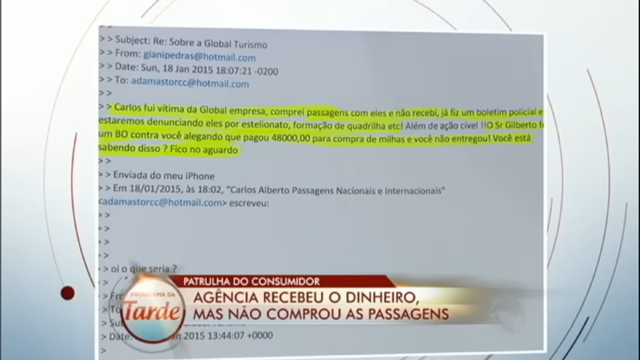 > > Subject: Re: Sobre a Global Turismo
> > From: gianipedras@hotmail.com
> > Date: Sun, 18 Jan 2015 18:07:21 -0200
> > To: adamastorcc@hotmail.com
> >
> > Carlos fui vítima da Global empresa, comprei passagens com eles e não recebi, já fiz um boletim policial e
estaremos denunciando eles por estelionato, formação de quadrilha etc! Além de ação cível !!O Sr Gilberto fe
um BO contra você alegando que pagou 48000,00 para compra de milhas e você não entregou! Você está
sabendo disso ? Fico no aguardo
> >
> > Enviada do meu iPhone
> > Em 18/01/2015, às 18:02, "Carlos Alberto Passagens Nacionais e Internacionais"
<adamastorcc@hotmail.com> escreveu:
> >
> >
> >
> >
> > oi o que seria ?
PATRULHA DO CONSUMIDOR
PROGRAMA DA
Tarde
AGÊNCIA RECEBEU O DINHEIRO,
MAS NÃO COMPROU AS PASSAGENS
> > Fr
> > To
> > Su
> > Date: 2015 13:44:07 +0000
>